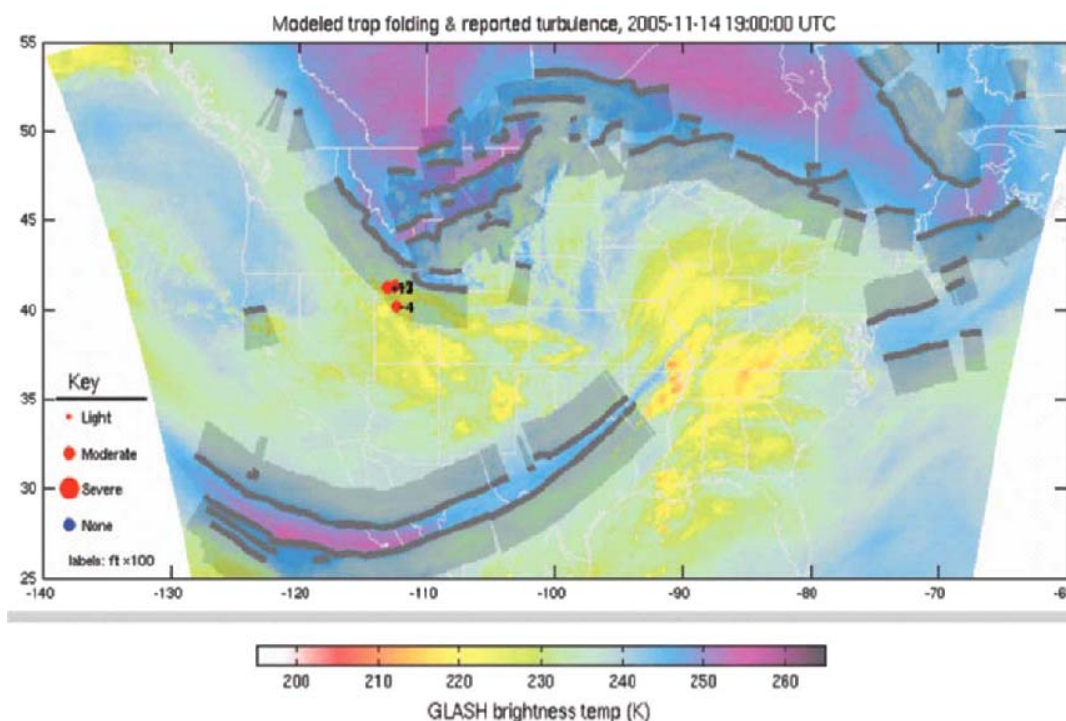 Modeled trop folding & reported turbulence, 2005-11-14 19:00:00 UTC
55
50
45
40
35
30
25
Key
Light
Moderate
Severe
None
labels: ft ×100
-140
-130
-120
-110
-100
-90
-80
-70
200
210
220
230
240
250
260
GLASH brightness temp (K)